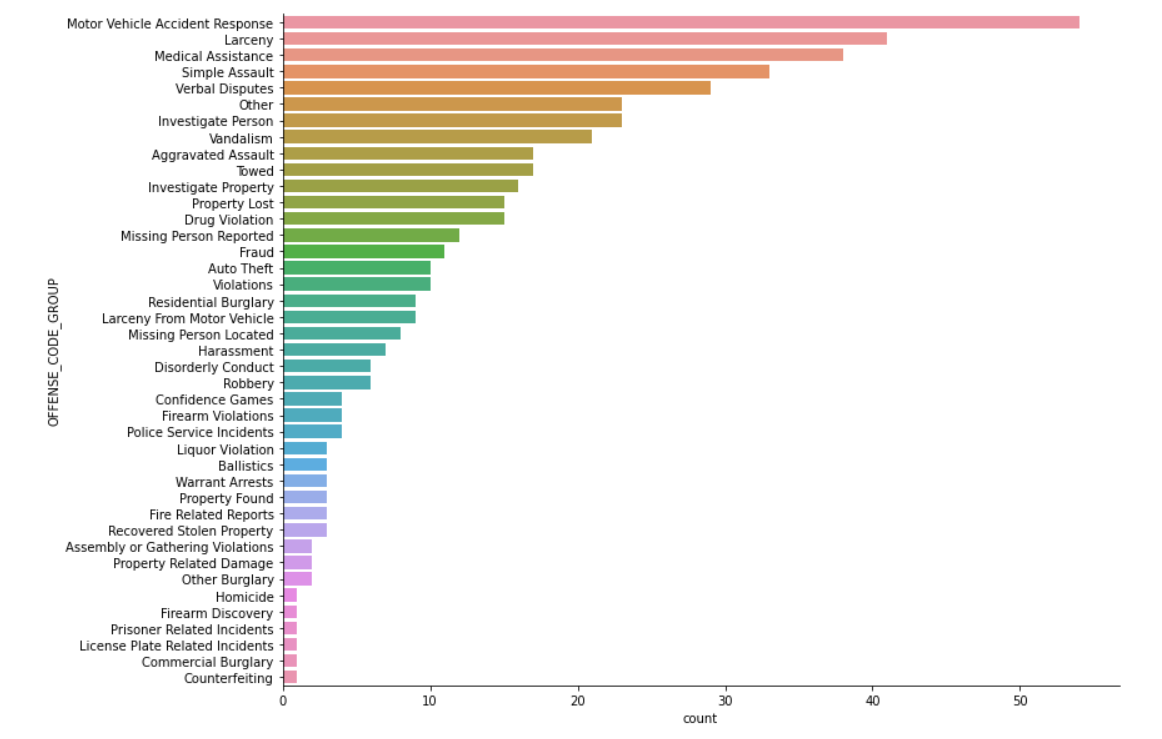 Motor Vehicle Accident Response
Larceny
Medical Assistance
Simple Assault
Verbal Disputes
Other
Investigate Person
Vandalism
Aggravated Assault
Towed
Investigate Property
Property Lost
Drug Violation
Missing Person Reported
Fraud
Auto Theft
Violations
Residential Burglary
Larceny From Motor Vehicle
Missing Person Located
Harassment
Disorderly Conduct
Robbery
Confidence Games
Firearm Violations
Police Service Incidents
Liquor Violation
Ballistics
Warrant Arrests
Property Found
Fire Related Reports
Recovered Stolen Property
Assembly or Gathering Violations
Property Related Damage
Other Burglary
Homicide
Firearm Discovery
Prisoner Related Incidents
License Plate Related Incidents
Commercial Burglary
Counterfeiting
OFFENSE_CODE_GROUP
0 10 20 30 40 50
count